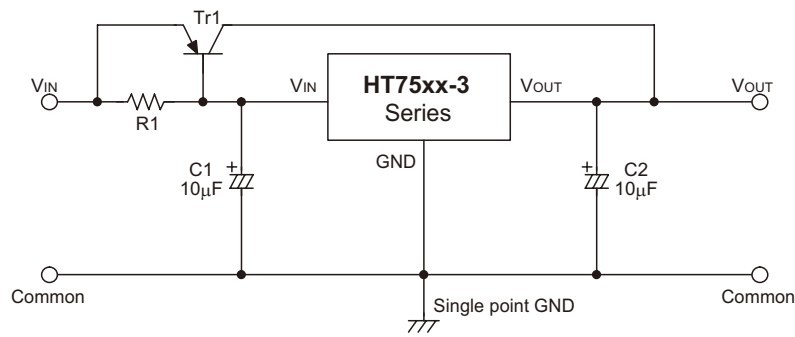 Tr1
VIN
R1
VIN
HT75xx-3
Series
VOUT
VOUT
GND
C1
10μF
+
C2
10μF
+
Common
Single point GND
Common